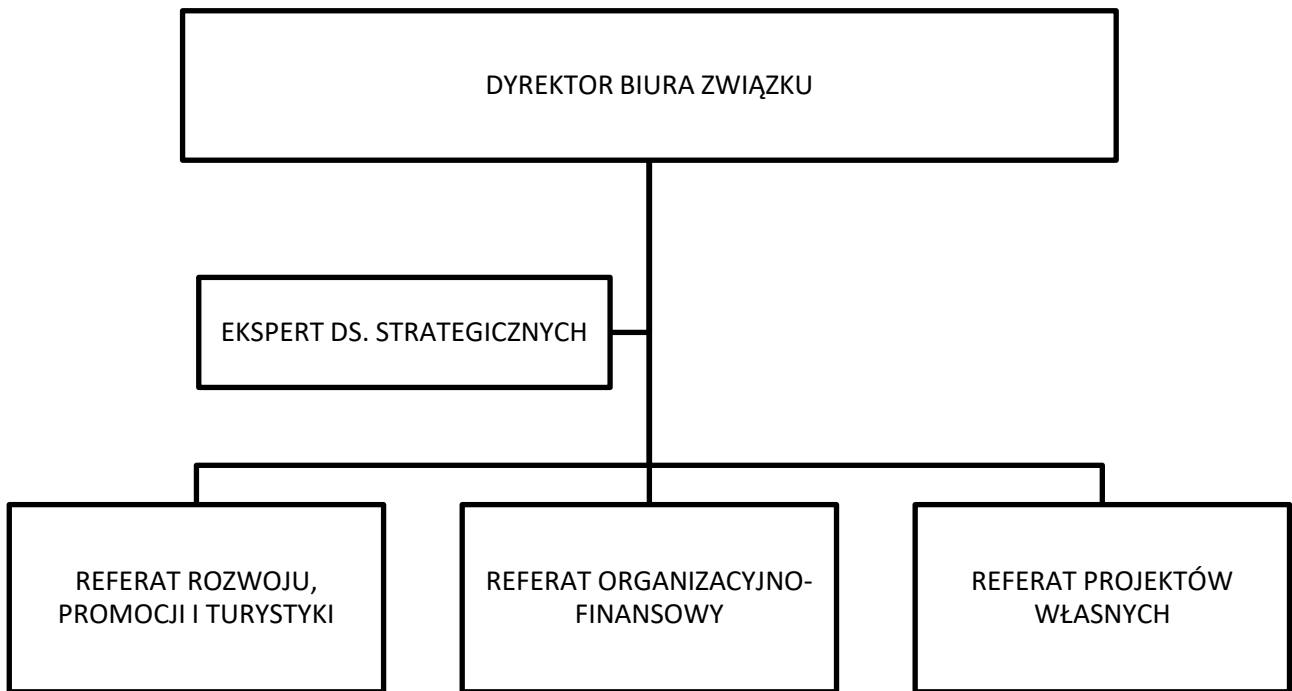 DYREKTOR BIURA ZWIĄZKU
EKSPERT DS. STRATEGICZNYCH
REFERAT ROZWOJU,
PROMOCJI I TURYSTYKI
REFERAT ORGANIZACYJNO-
FINANSOWY
REFERAT PROJEKTÓW
WŁASNYCH